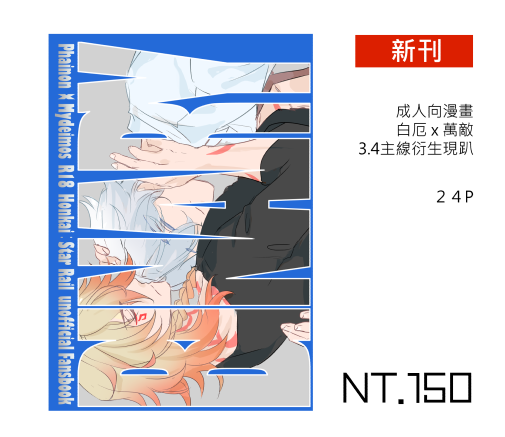 Phainon X Mydeimos R18 Honkai: Star Rail unofficial Fansbook
新刊
成人向漫畫
白厄 x 萬敵
3.4主線衍生現趴
24P
NT.150